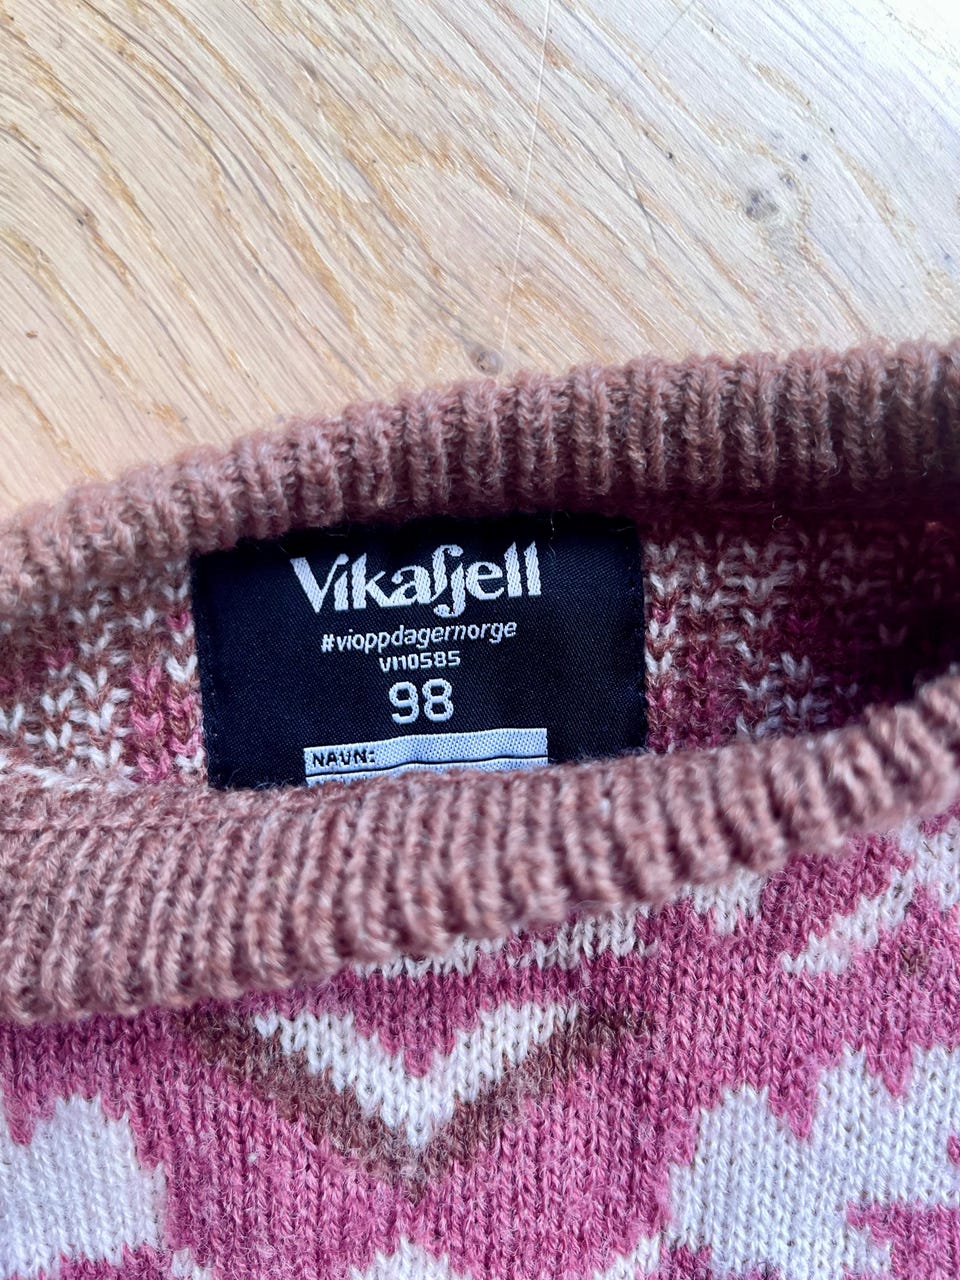 Vikafjell
#vioppdagernorge
VI10585
98
NAVN: